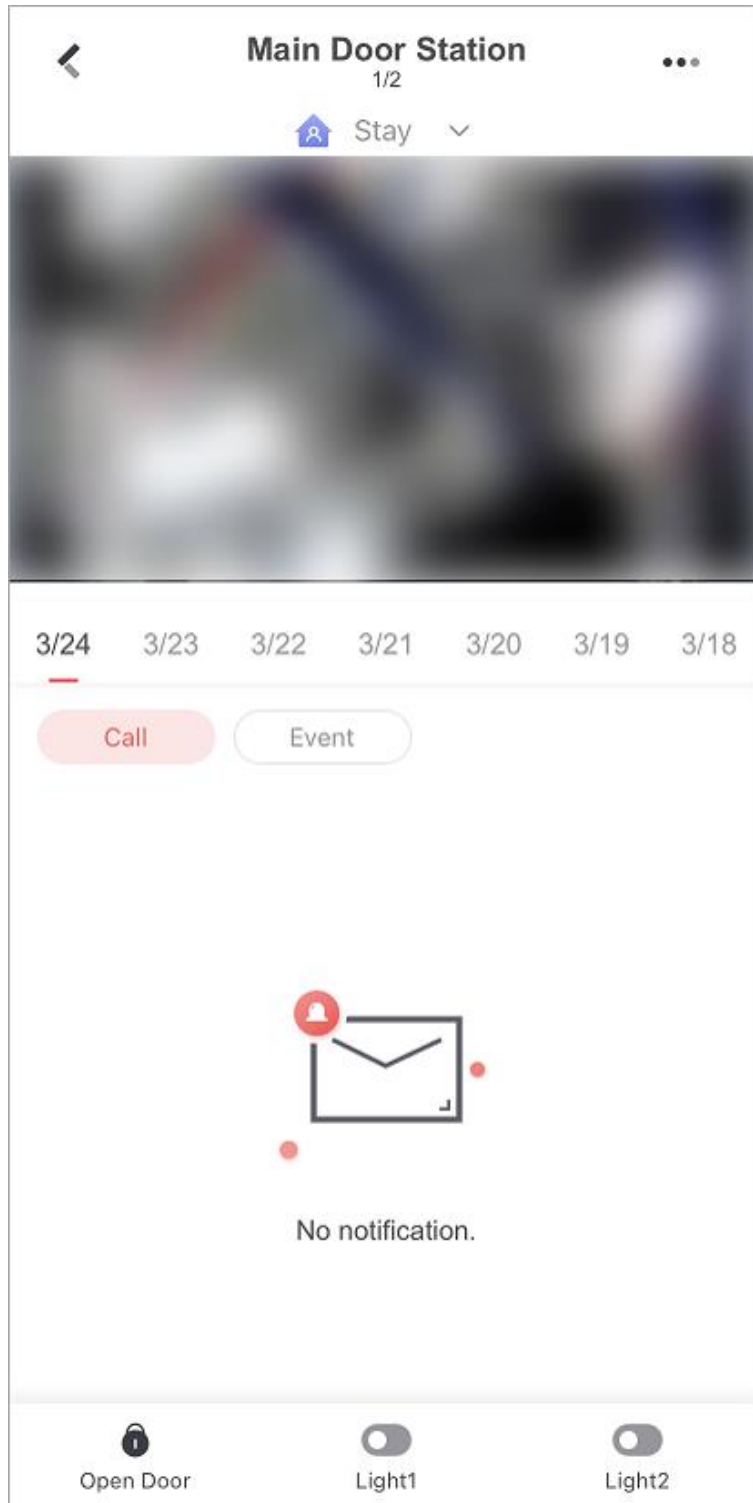 Main Door Station
1/2
Stay
3/24 3/23 3/22 3/21 3/20 3/19 3/18
Call Event
No notification.
Open Door Light1 Light2